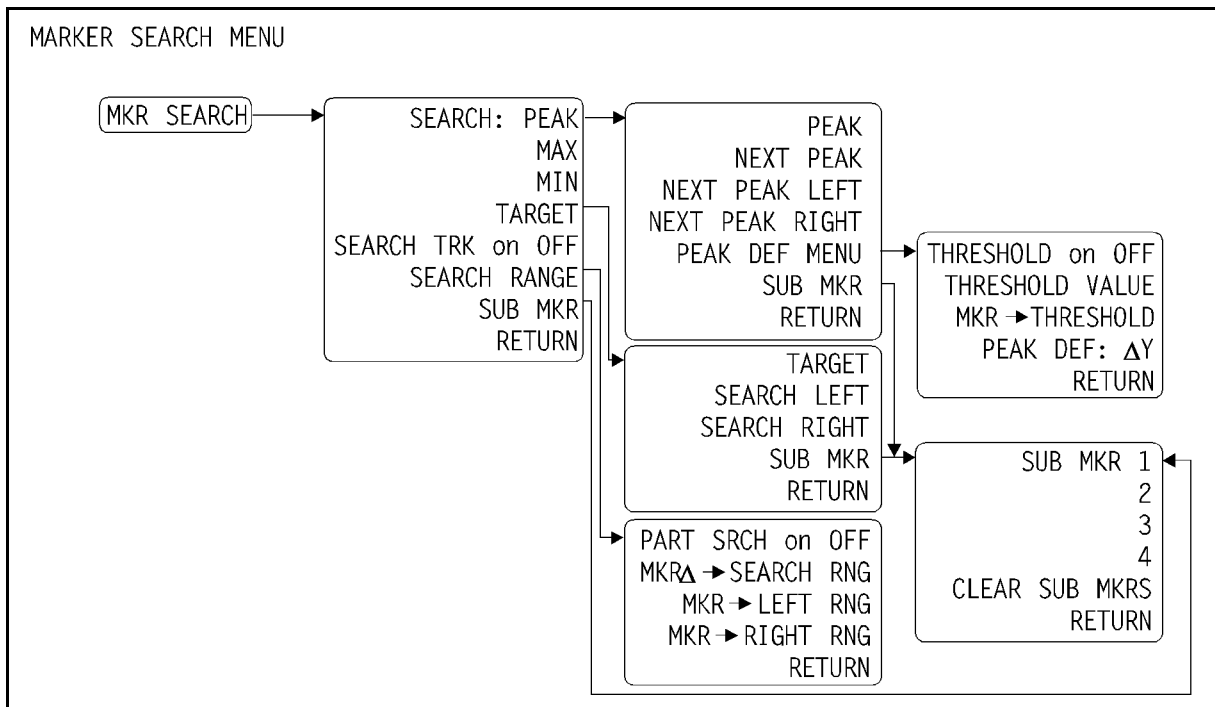 MARKER SEARCH MENU
MKR SEARCH
SEARCH: PEAK
MAX
MIN
TARGET
SEARCH TRK on OFF
SEARCH RANGE
SUB MKR
RETURN
PEAK
NEXT PEAK
NEXT PEAK LEFT
NEXT PEAK RIGHT
PEAK DEF MENU
SUB MKR
RETURN
THRESHOLD on OFF
THRESHOLD VALUE
MKR→THRESHOLD
PEAK DEF: ΔY
RETURN
TARGET
SEARCH LEFT
SEARCH RIGHT
SUB MKR
RETURN
SUB MKR 1
2
3
4
CLEAR SUB MKRS
RETURN
PART SRCH on OFF
MKRΔ→SEARCH RNG
MKR→LEFT RNG
MKR→RIGHT RNG
RETURN